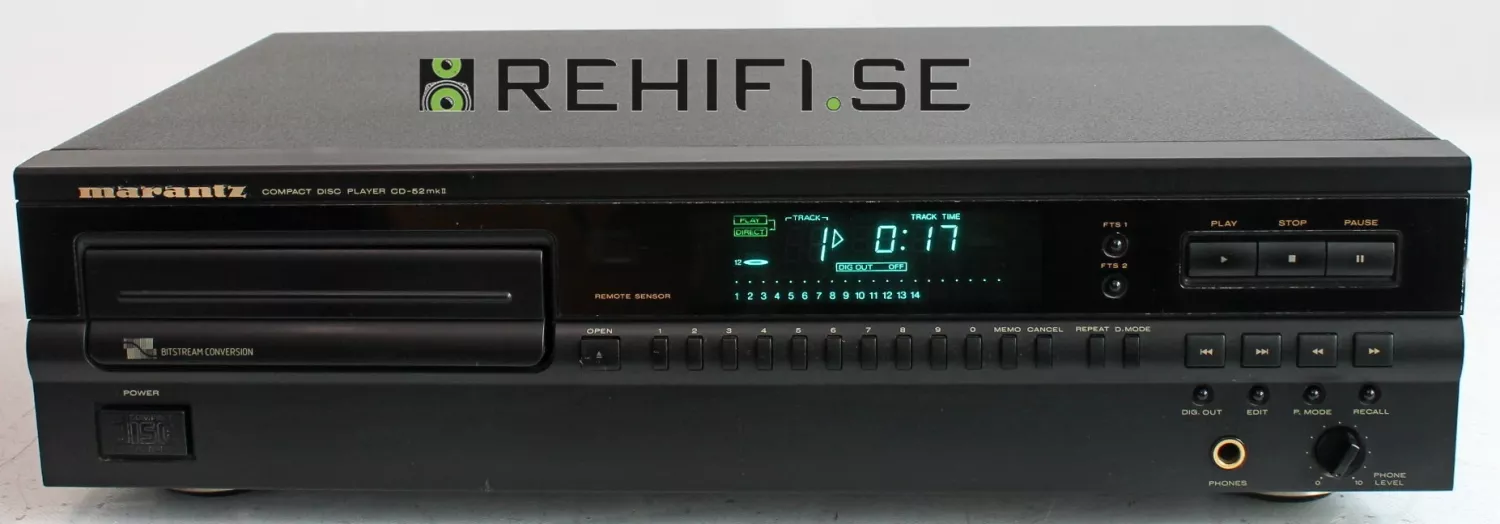 REHIFI.SE
marantz COMPACT DISC PLAYER CD-52 mkII
PLAY
DIRECT
TRACK
TRACK TIME
1 0:17
12
DIG OUT OFF
1 2 3 4 5 6 7 8 9 10 11 12 13 14
FTS 1
FTS 2
PLAY STOP PAUSE
REMOTE SENSOR
BITSTREAM CONVERSION
OPEN 1 2 3 4 5 6 7 8 9 0 MEMO CANCEL REPEAT D.MODE
POWER
DIG. OUT EDIT P. MODE RECALL
PHONES
0 10
PHONE
LEVEL